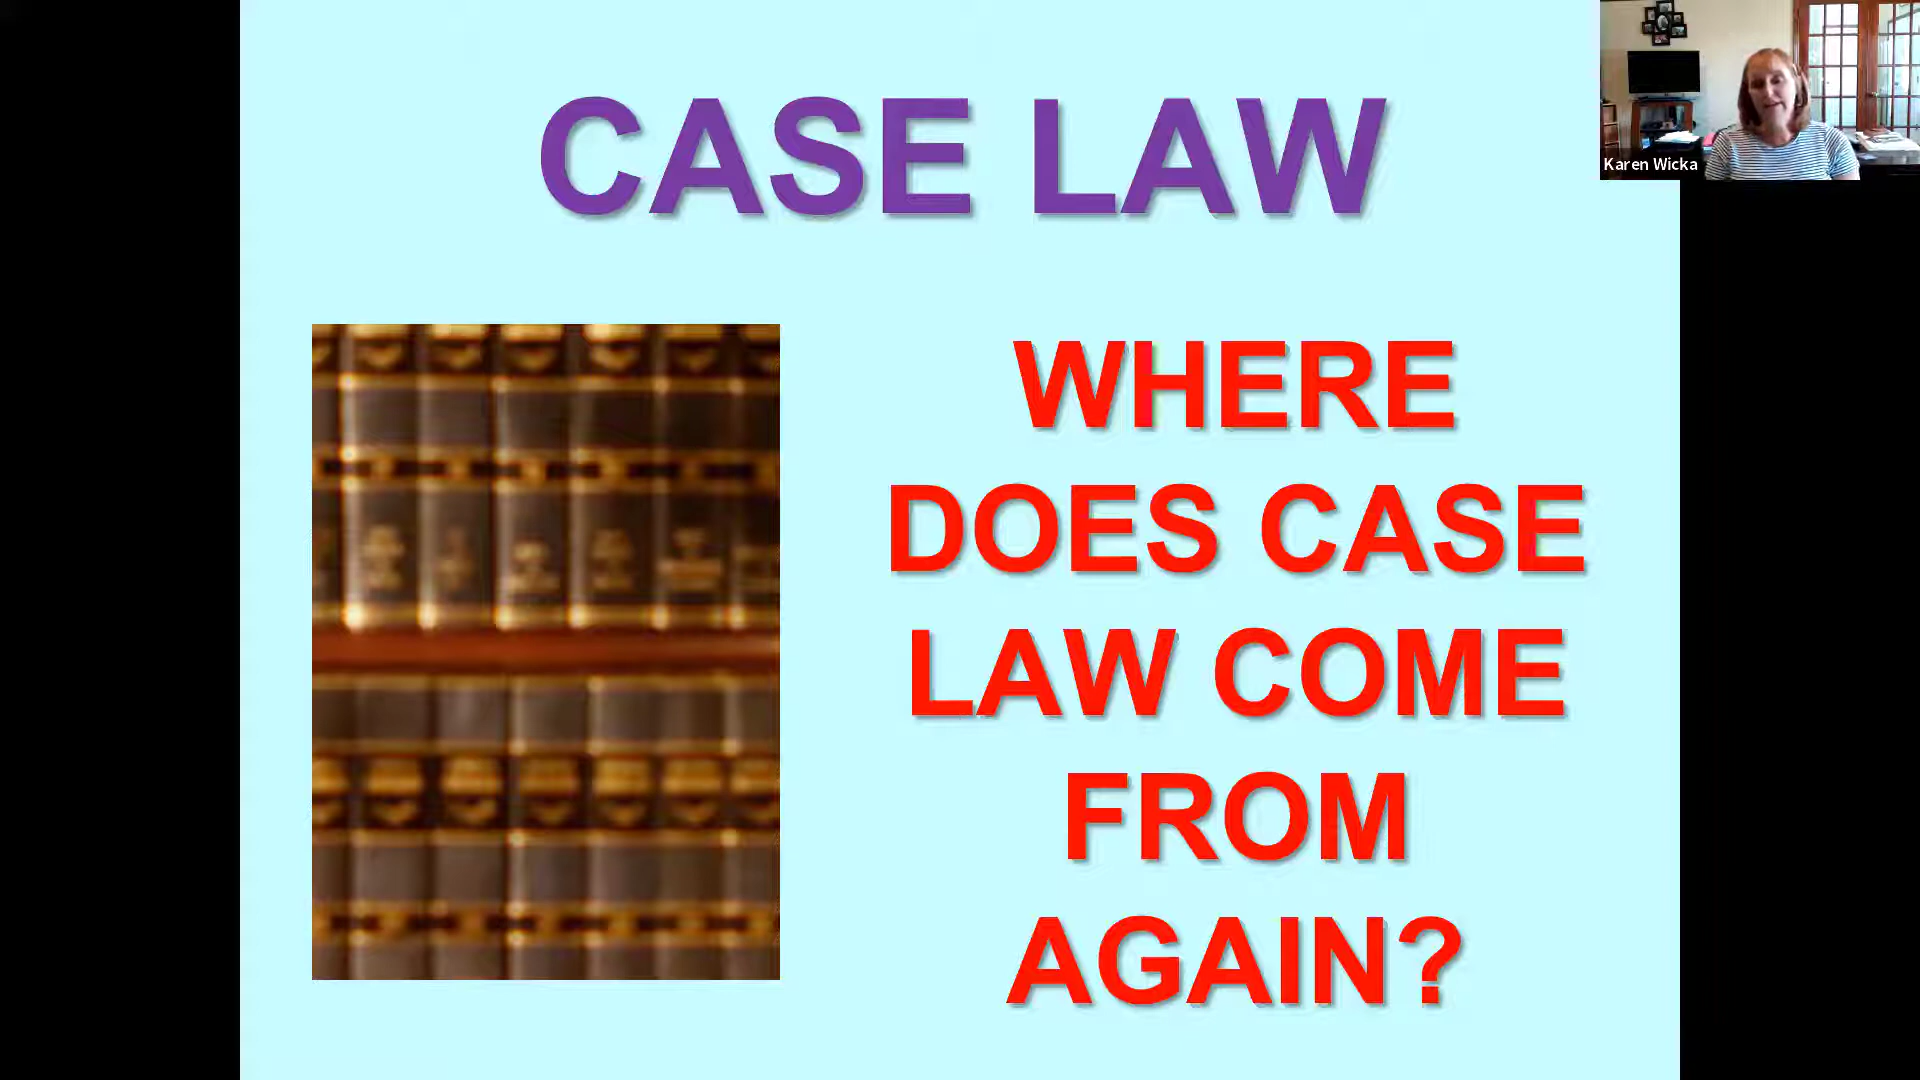 CASE LAW
Karen Wicka
WHERE
DOES CASE
LAW COME
FROM
AGAIN?